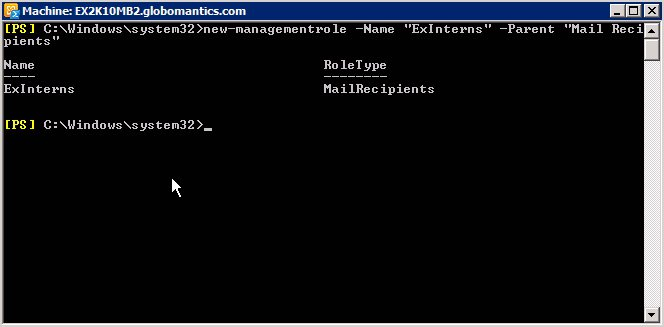 Machine: EX2K10MB2.globomantics.com
[PS] C:\Windows\system32>new-managementrole -Name "ExInterns" -Parent "Mail Reci
pients"
Name RoleType
---- --------
ExInterns MailRecipients
[PS] C:\Windows\system32>_